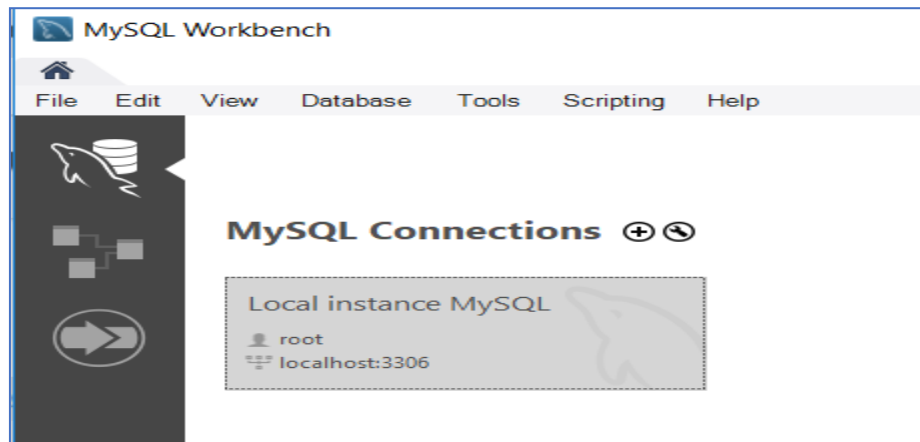 MySQL Workbench
File Edit View Database Tools Scripting Help
MySQL Connections
Local instance MySQL
root
localhost:3306